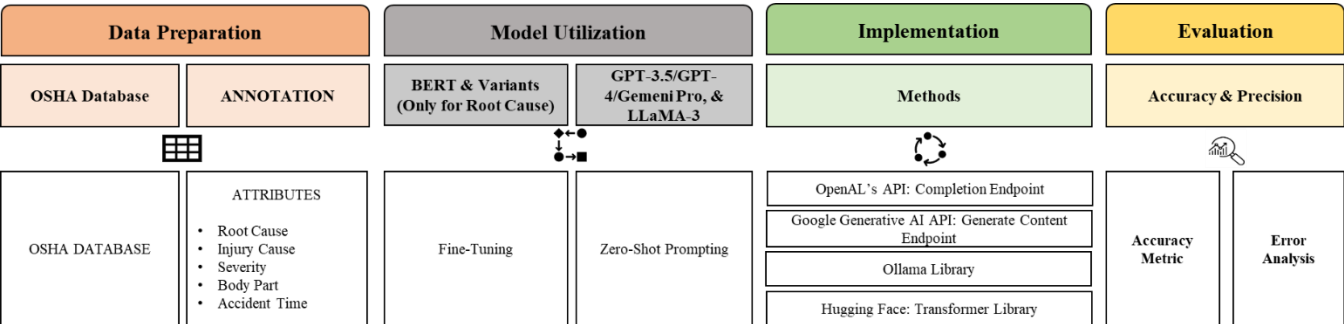 Data Preparation
Model Utilization
Implementation
Evaluation
OSHA Database
ANNOTATION
BERT & Variants
(Only for Root Cause)
GPT-3.5/GPT-
4/Gemeni Pro, &
LLaMA-3
Methods
Accuracy & Precision
OSHA DATABASE
ATTRIBUTES
• Root Cause
• Injury Cause
• Severity
• Body Part
• Accident Time
Fine-Tuning
Zero-Shot Prompting
OpenAL's API: Completion Endpoint
Google Generative AI API: Generate Content
Endpoint
Ollama Library
Hugging Face: Transformer Library
Accuracy
Metric
Error
Analysis